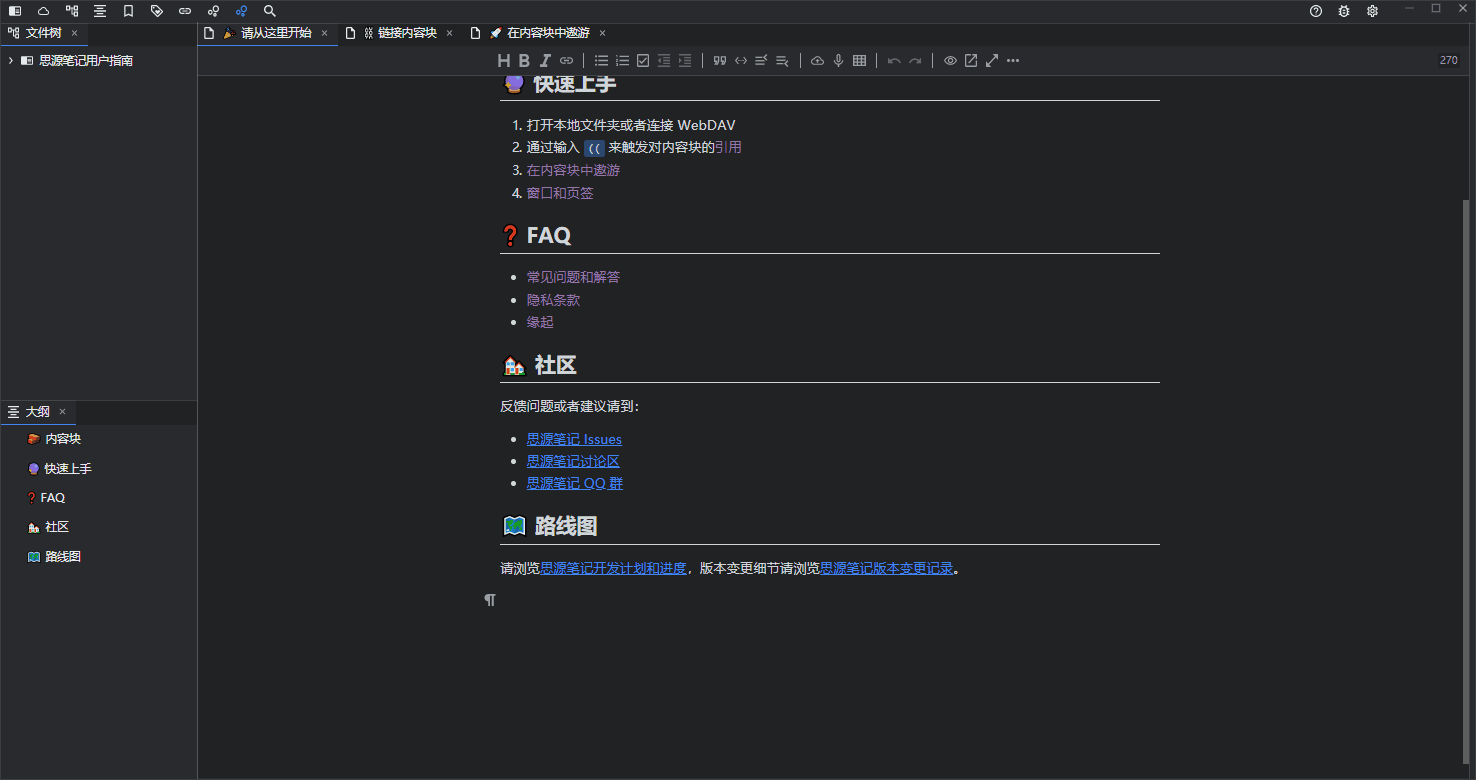 文件树
请从这里开始
链接内容块
在内容块中遨游
思源笔记用户指南
270
快速上手
1. 打开本地文件夹或者连接 WebDAV
2. 通过输入 (( 来触发对内容块的引用
3. 在内容块中遨游
4. 窗口和页签
FAQ
常见问题和解答
隐私条款
缘起
社区
反馈问题或者建议请到：
思源笔记 Issues
思源笔记讨论区
思源笔记 QQ 群
路线图
请浏览思源笔记开发计划和进度，版本变更细节请浏览思源笔记版本变更记录。
大纲
内容块
快速上手
FAQ
社区
路线图